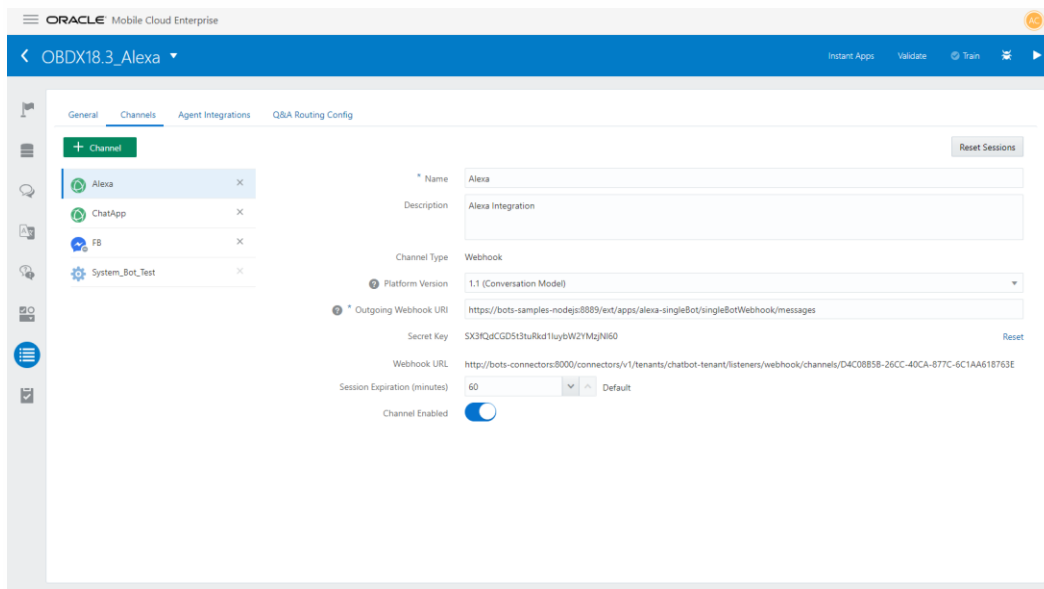 ORACLE® Mobile Cloud Enterprise
AC
OBDX18.3_Alexa
Instant Apps Validate Train
General Channels Agent Integrations Q&A Routing Config
+ Channel
Reset Sessions
Alexa
ChatApp
FB
System_Bot_Test
* Name Alexa
Description Alexa Integration
Channel Type Webhook
Platform Version 1.1 (Conversation Model)
* Outgoing Webhook URI https://bots-samples-nodejs:8889/ext/apps/alexa-singleBot/singleBotWebhook/messages
Secret Key SX3fQdCGD5t3tuRkd1IuybW2YMzjNI60 Reset
Webhook URL http://bots-connectors:8000/connectors/v1/tenants/chatbot-tenant/listeners/webhook/channels/D4C08B5B-26CC-40CA-877C-6C1AA618763E
Session Expiration (minutes) 60 Default
Channel Enabled